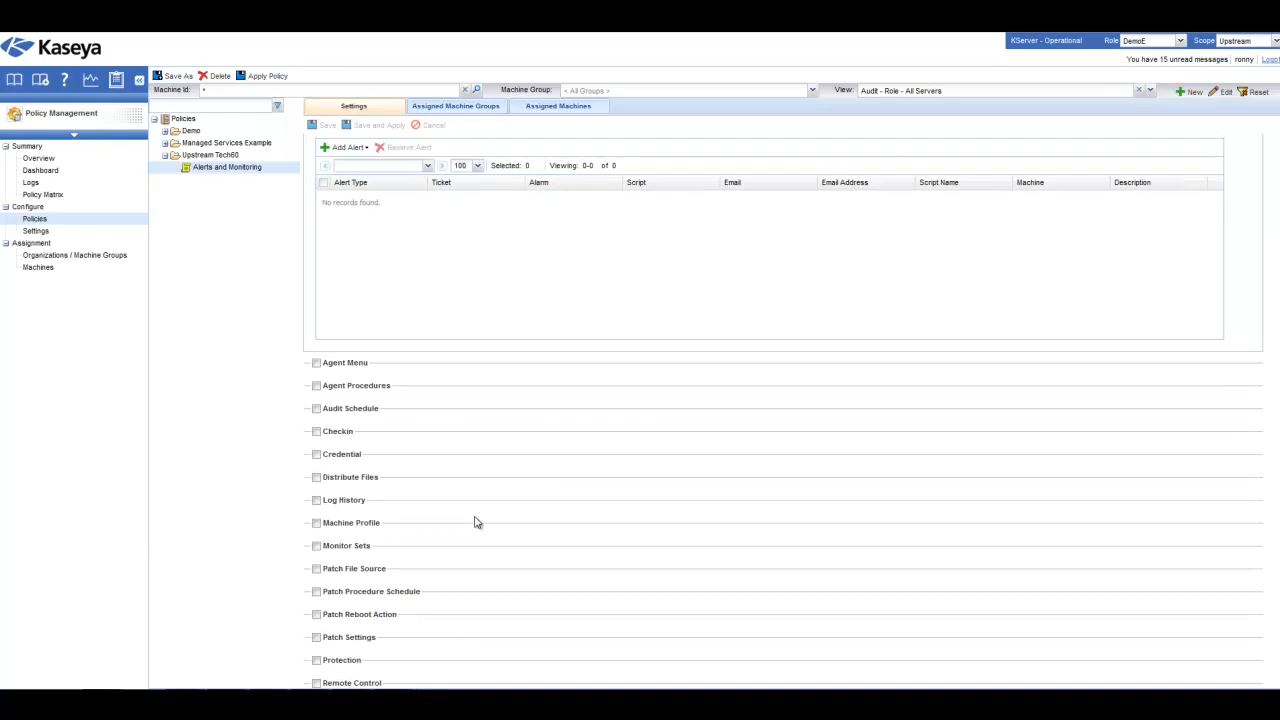 Kaseya
KServer - Operational Role DemoE Scope Upstream
You have 15 unread messages ronny
Save As Delete Apply Policy
Machine Id: * Machine Group: < All Groups > View: Audit - Role - All Servers New Edit Reset
Policy Management
Summary
Overview
Dashboard
Logs
Policy Matrix
Configure
Policies
Settings
Assignment
Organizations / Machine Groups
Machines
Policies
Demo
Managed Services Example
Upstream Tech60
Alerts and Monitoring
Settings Assigned Machine Groups Assigned Machines
Save Save and Apply Cancel
Add Alert Remove Alert
100 Selected: 0 Viewing: 0-0 of 0
Alert Type Ticket Alarm Script Email Email Address Script Name Machine Description
No records found.
Agent Menu
Agent Procedures
Audit Schedule
Checkin
Credential
Distribute Files
Log History
Machine Profile
Monitor Sets
Patch File Source
Patch Procedure Schedule
Patch Reboot Action
Patch Settings
Protection
Remote Control